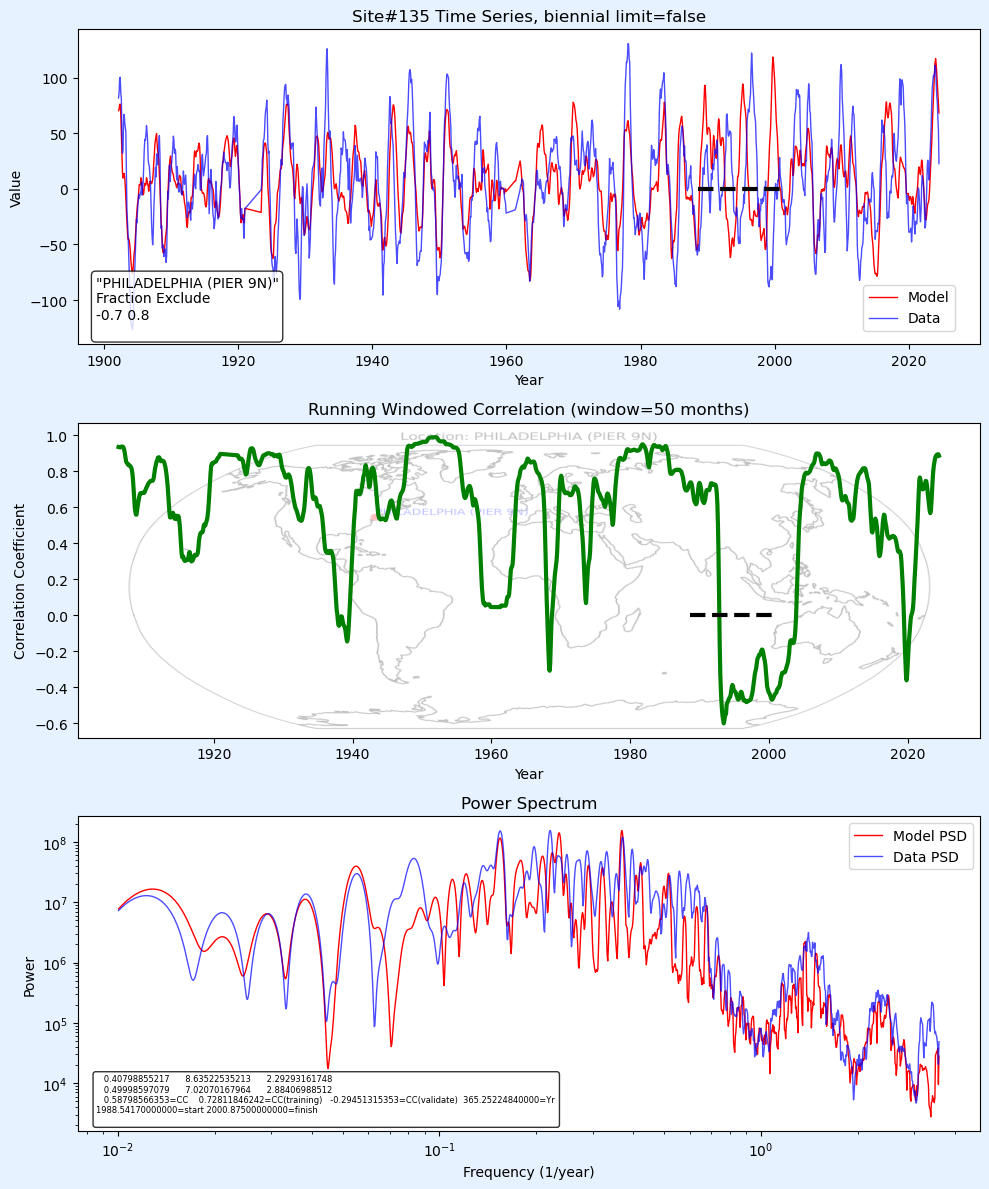 Site#135 Time Series, biennial limit=false
Value
100
50
0
−50
−100
"PHILADELPHIA (PIER 9N)"
Fraction Exclude
-0.7 0.8
Model
Data
1900 1920 1940 1960 1980 2000 2020
Year
Running Windowed Correlation (window=50 months)
Correlation Coefficient
1.0
0.8
0.6
0.4
0.2
0.0
−0.2
−0.4
−0.6
Location: PHILADELPHIA (PIER 9N)
PHILADELPHIA (PIER 9N)
1920 1940 1960 1980 2000 2020
Year
Power Spectrum
Power
10^8
10^7
10^6
10^5
10^4
Model PSD
Data PSD
0.40798855217 8.63522535213 2.29293161748
0.49998597079 7.02070167964 2.88406988512
0.58798566353=CC 0.72811846242=CC(training) -0.29451315353=CC(validate) 365.25224840000=Yr
1988.54170000000=start 2000.87500000000=finish
10^−2 10^−1 10^0
Frequency (1/year)